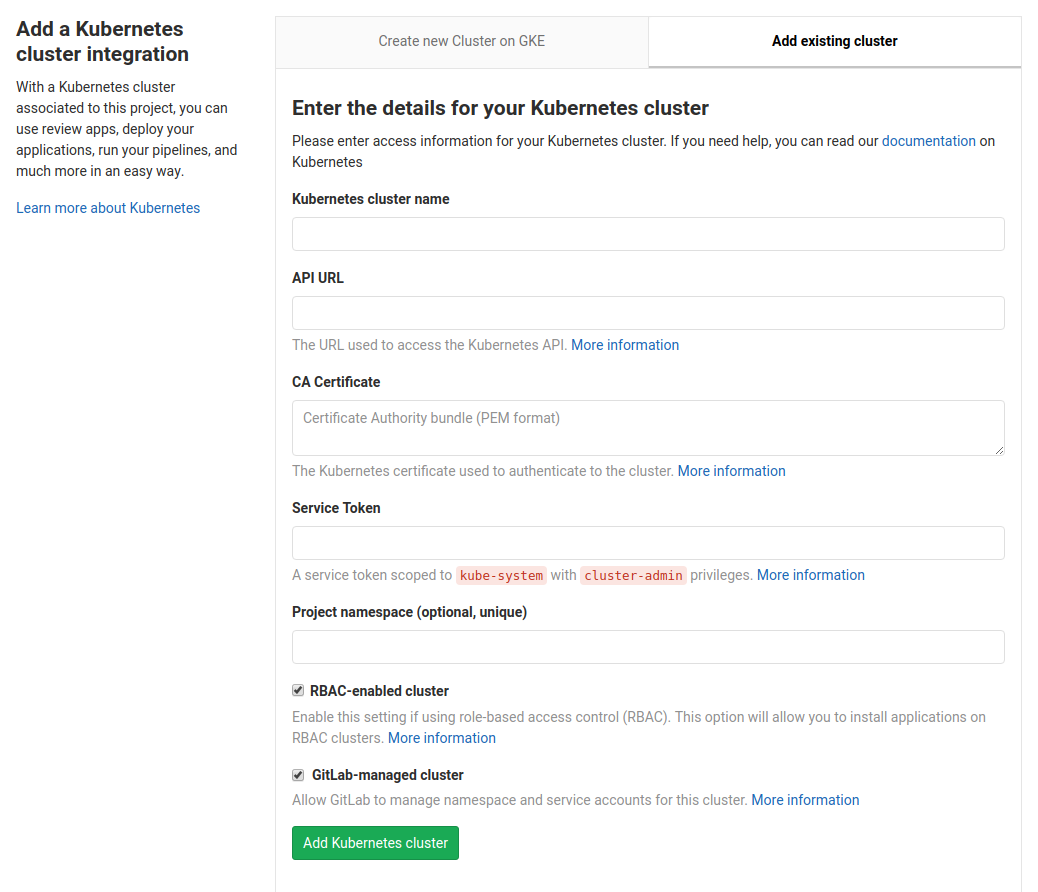 Add a Kubernetes
cluster integration
With a Kubernetes cluster
associated to this project, you can
use review apps, deploy your
applications, run your pipelines, and
much more in an easy way.
Learn more about Kubernetes
Create new Cluster on GKE
Add existing cluster
Enter the details for your Kubernetes cluster
Please enter access information for your Kubernetes cluster. If you need help, you can read our documentation on
Kubernetes
Kubernetes cluster name
API URL
The URL used to access the Kubernetes API. More information
CA Certificate
Certificate Authority bundle (PEM format)
The Kubernetes certificate used to authenticate to the cluster. More information
Service Token
A service token scoped to kube-system with cluster-admin privileges. More information
Project namespace (optional, unique)
RBAC-enabled cluster
Enable this setting if using role-based access control (RBAC). This option will allow you to install applications on
RBAC clusters. More information
GitLab-managed cluster
Allow GitLab to manage namespace and service accounts for this cluster. More information
Add Kubernetes cluster